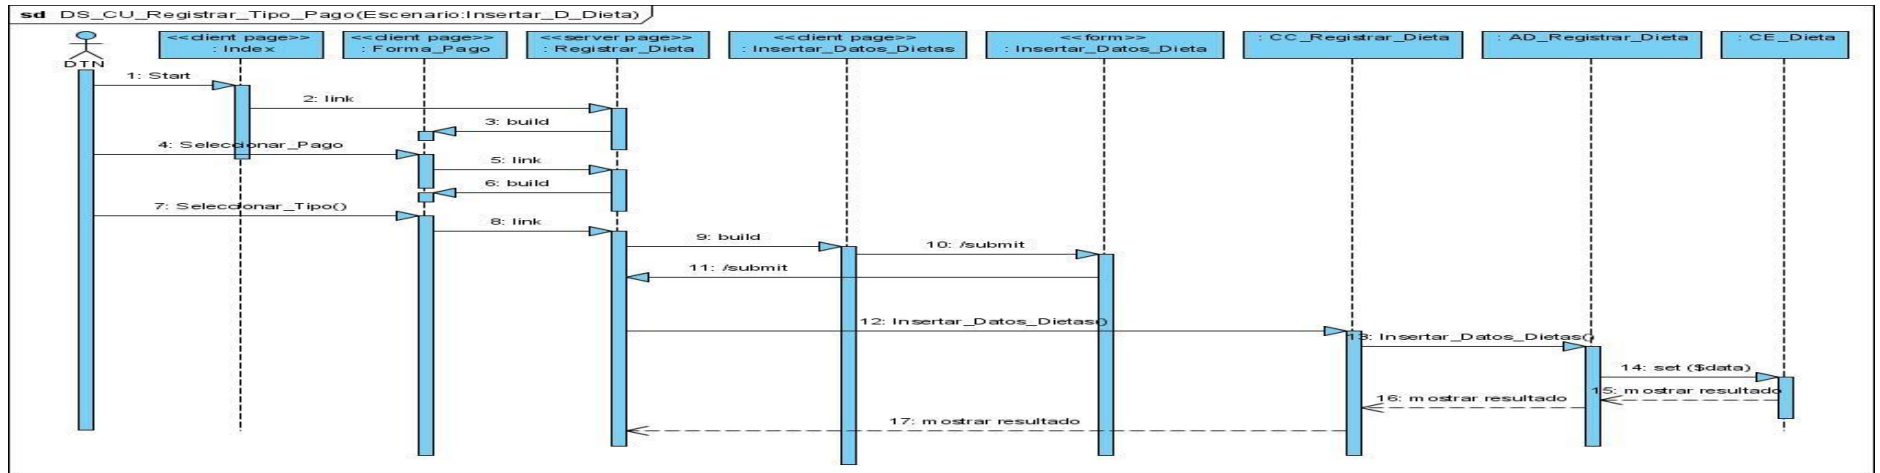 sd DS_CU_Registrar_Tipo_Pago(Escenario:Insertar_D_Dieta)
<<client page>>
: Index
<<client page>>
: Forma_Pago
<<server page>>
: Registrar_Dieta
<<client page>>
: Insertar_Datos_Dietas
<<form>>
: Insertar_Datos_Dieta
: CC_Registrar_Dieta
: AD_Registrar_Dieta
: CE_Dieta
DTN
1: Start
2: link
3: build
4: Seleccionar_Pago
5: link
6: build
7: Seleccionar_Tipo()
8: link
9: build
10: /submit
11: /submit
12: Insertar_Datos_Dietas()
13: Insertar_Datos_Dietas()
14: set ($data)
15: mostrar resultado
16: mostrar resultado
17: mostrar resultado